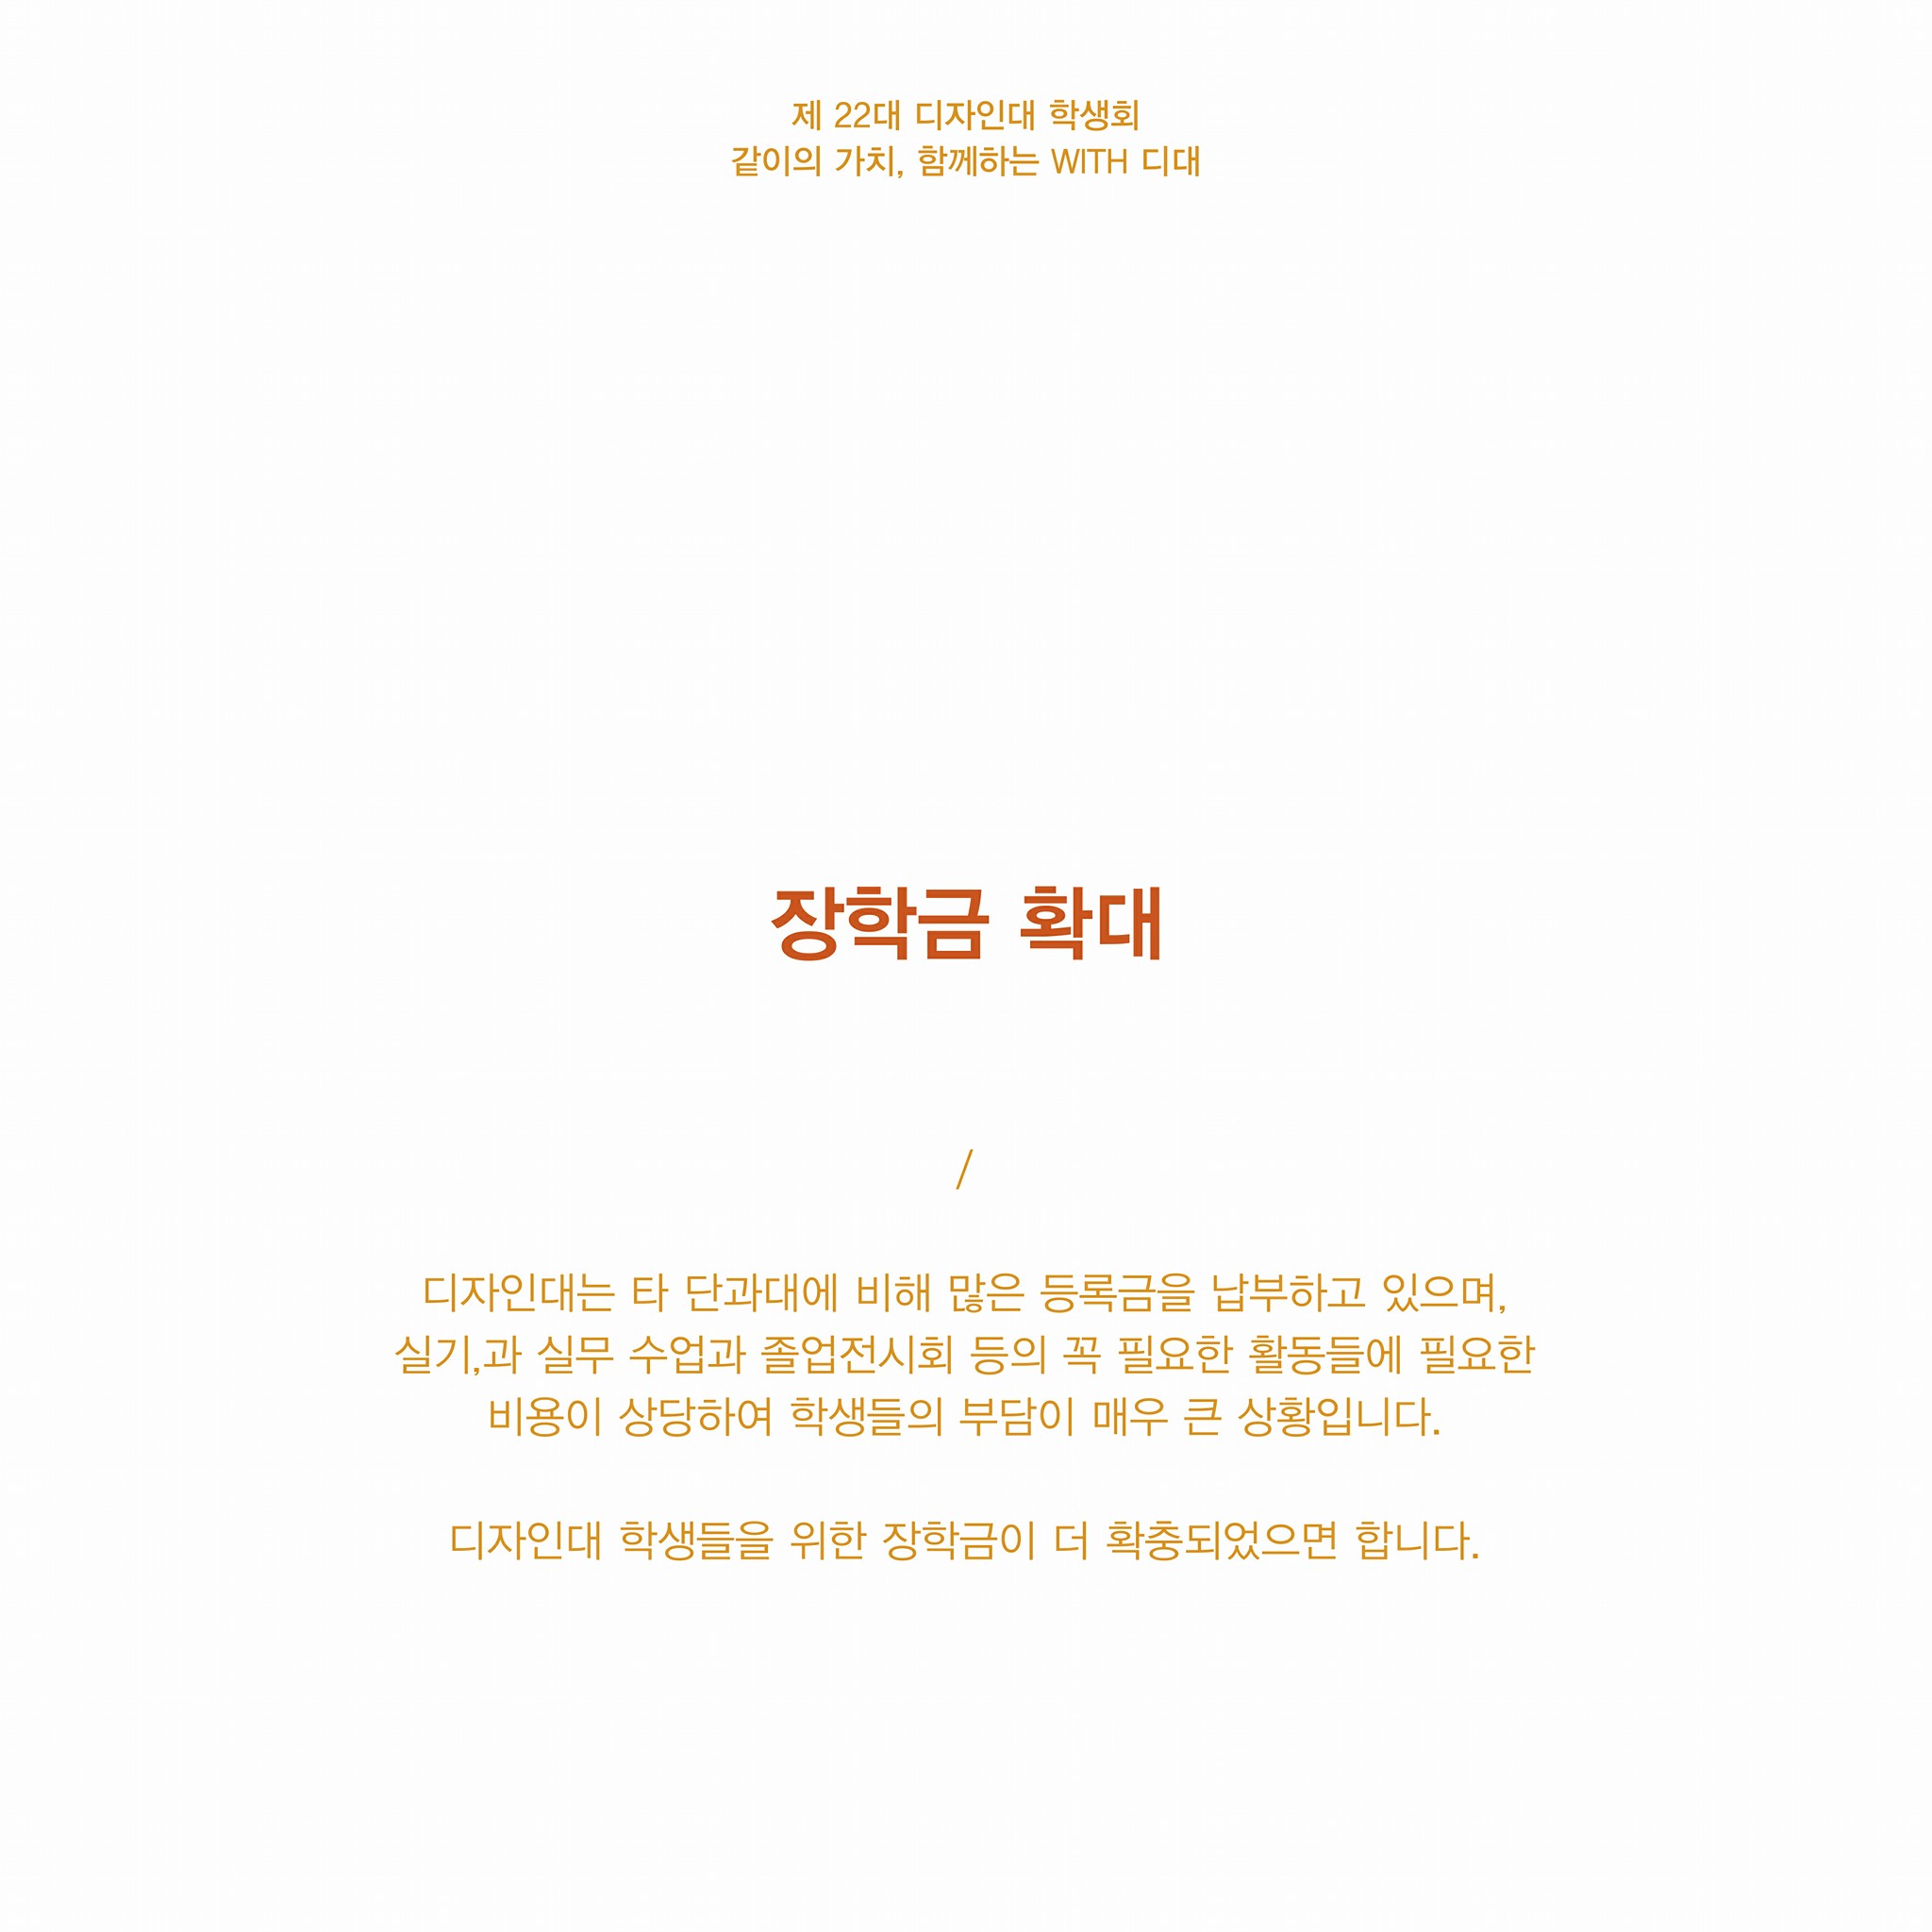 제 22대 디자인대 학생회
같이의 가치, 함께하는 WITH 디대
장학금 확대
/
디자인대는 타 단과대에 비해 많은 등록금을 납부하고 있으며,
실기,과 실무 수업과 졸업전시회 등의 꼭 필요한 활동들에 필요한
비용이 상당하여 학생들의 부담이 매우 큰 상황입니다.
디자인대 학생들을 위한 장학금이 더 확충되었으면 합니다.